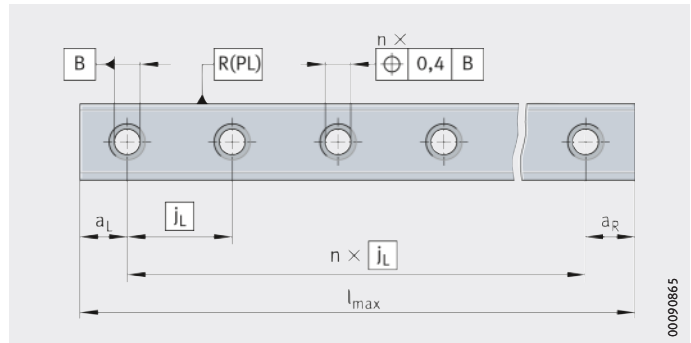 n ×
B
R(PL)
⌖ 0,4 B
a_L
j_L
a_R
n × j_L
l_max
00090865